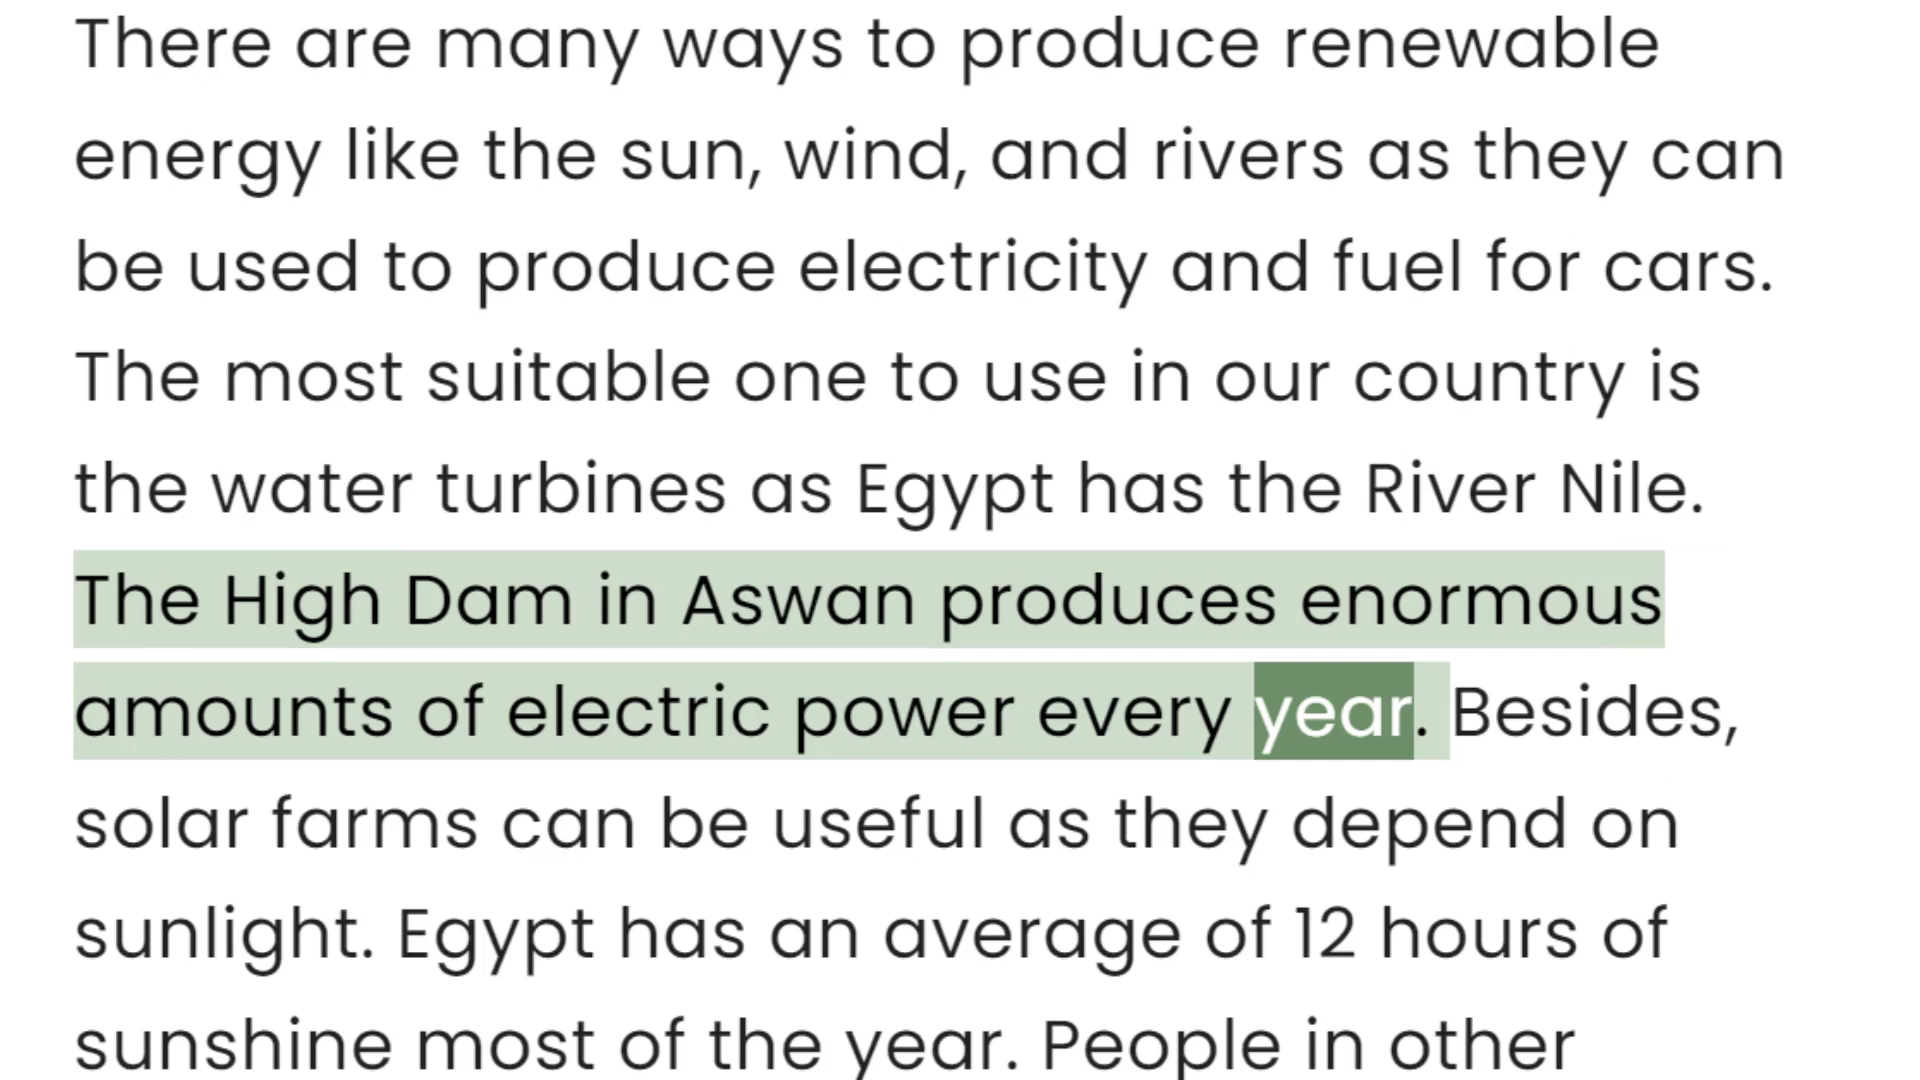 There are many ways to produce renewable
energy like the sun, wind, and rivers as they can
be used to produce electricity and fuel for cars.
The most suitable one to use in our country is
the water turbines as Egypt has the River Nile.
The High Dam in Aswan produces enormous
amounts of electric power every year. Besides,
solar farms can be useful as they depend on
sunlight. Egypt has an average of 12 hours of
sunshine most of the year. People in other